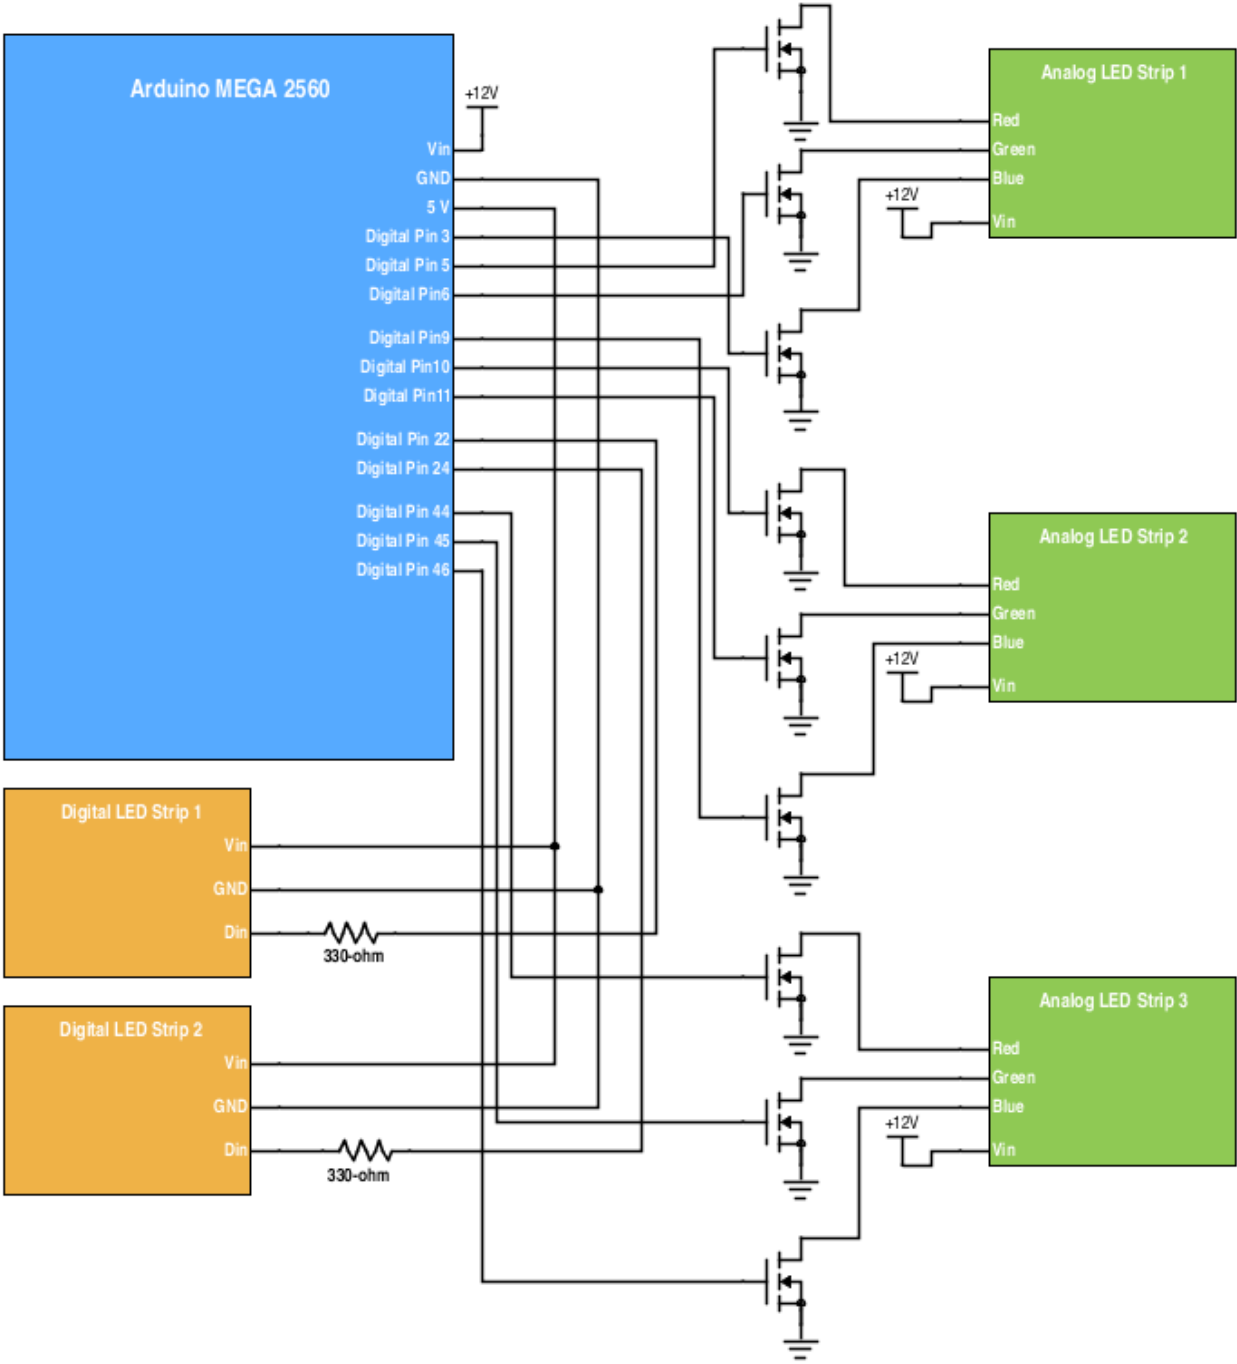 Arduino MEGA 2560
+12V
Vin
GND
5 V
Digital Pin 3
Digital Pin 5
Digital Pin6
Digital Pin9
Digital Pin10
Digital Pin11
Digital Pin 22
Digital Pin 24
Digital Pin 44
Digital Pin 45
Digital Pin 46
Digital LED Strip 1
Vin
GND
Din
330-ohm
Digital LED Strip 2
Vin
GND
Din
330-ohm
Analog LED Strip 1
Red
Green
Blue
+12V
Vin
Analog LED Strip 2
Red
Green
Blue
+12V
Vin
Analog LED Strip 3
Red
Green
Blue
+12V
Vin